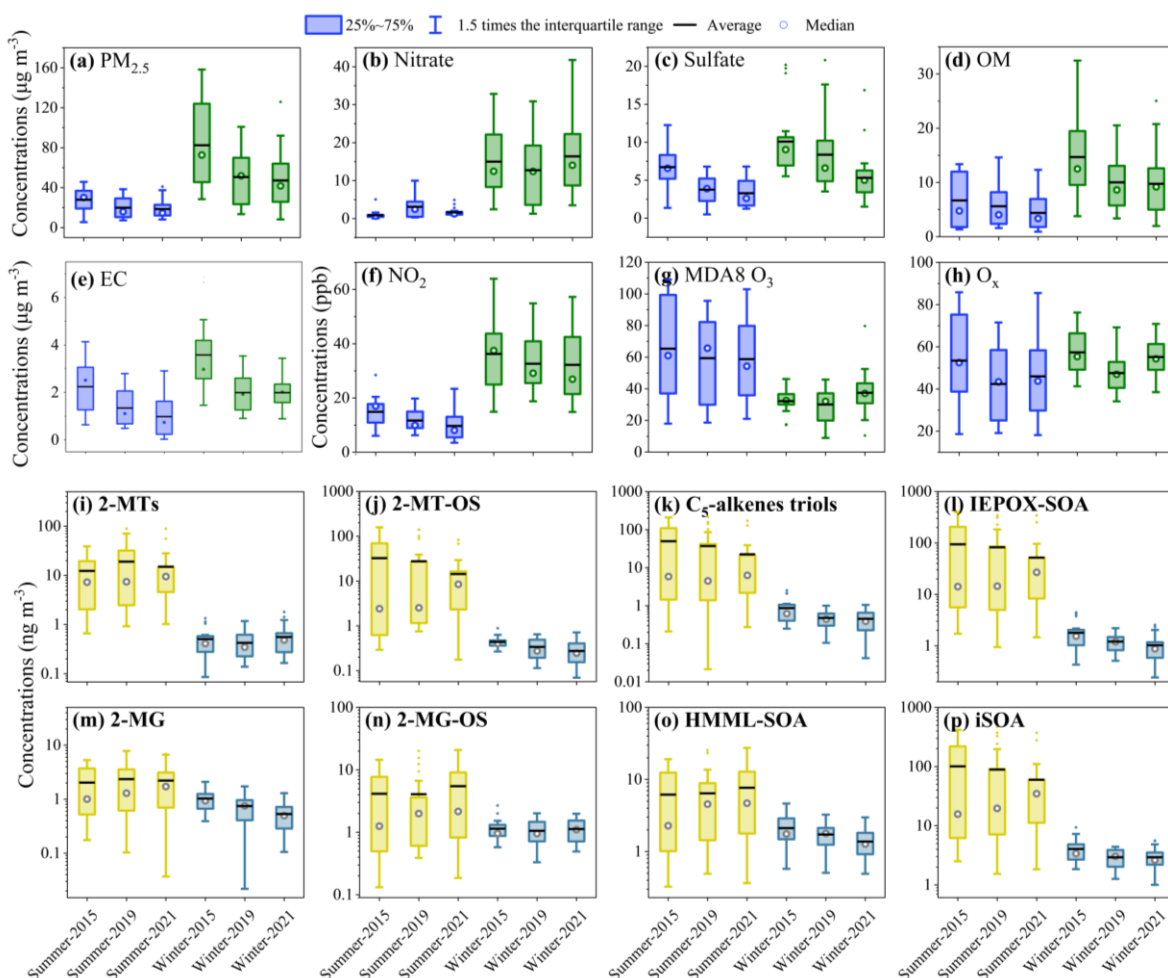 25%~75% 1.5 times the interquartile range Average Median
(a) PM2.5 (b) Nitrate (c) Sulfate (d) OM
Concentrations (μg m-3)
160 120 80 40 0
40 30 20 10 0
20 15 10 5 0
30 20 10 0
(e) EC (f) NO2 (g) MDA8 O3 (h) Ox
Concentrations (μg m-3)
6 4 2 0
Concentrations (ppb)
60 40 20 0
120 100 80 60 40 20 0
100 80 60 40 20
(i) 2-MTs (j) 2-MT-OS (k) C5-alkenes triols (l) IEPOX-SOA
Concentrations (ng m-3)
1000 100 10 1 0.1
1000 100 10 1 0.1
1000 100 10 1 0.1 0.01
100 10 1
(m) 2-MG (n) 2-MG-OS (o) HMML-SOA (p) iSOA
10 1 0.1
100 10 1 0.1
100 10 1
100 10 1
Summer-2015 Summer-2019 Summer-2021 Winter-2015 Winter-2019 Winter-2021
Summer-2015 Summer-2019 Summer-2021 Winter-2015 Winter-2019 Winter-2021
Summer-2015 Summer-2019 Summer-2021 Winter-2015 Winter-2019 Winter-2021
Summer-2015 Summer-2019 Summer-2021 Winter-2015 Winter-2019 Winter-2021